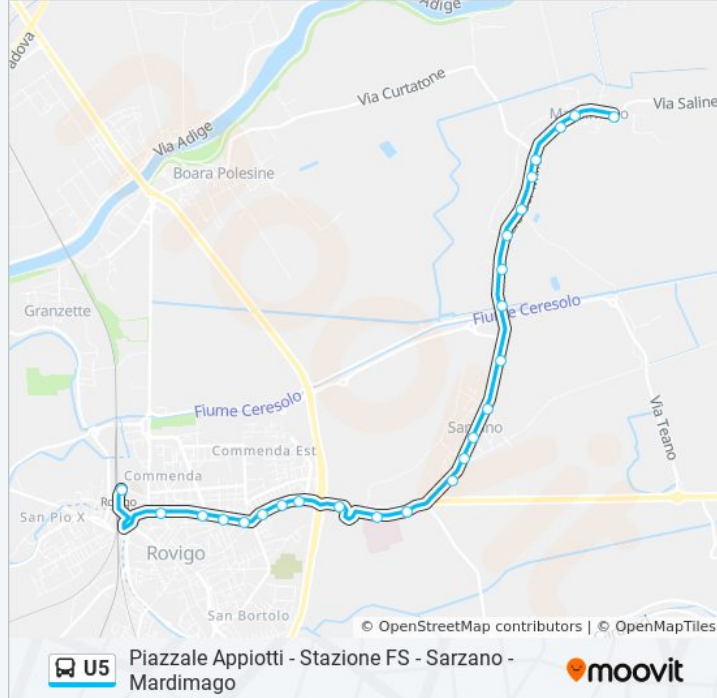 Adige
adova
Via Curtatone
Via Saline
Via Adige
Boara Polesine
Granzette
Fiume Ceresolo
Fiume Ceresolo
Via Teano
Commenda Est
Commenda
San Pio X
Rovigo
San Bortolo
© OpenStreetMap contributors | © OpenMapTiles
U5
Piazzale Appiotti - Stazione FS - Sarzano -
Mardimago
moovit